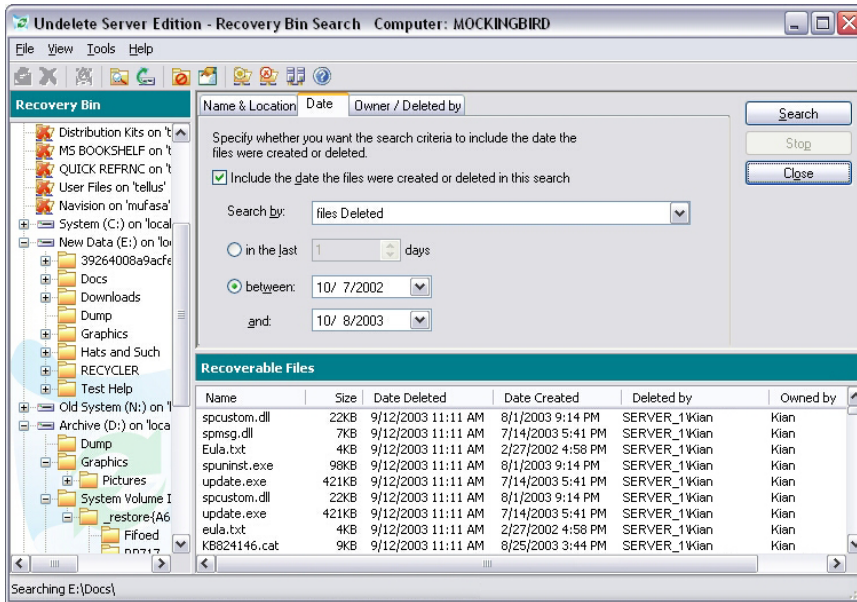 Undelete Server Edition - Recovery Bin Search Computer: MOCKINGBIRD
File View Tools Help
Recovery Bin
Distribution Kits on 't
MS BOOKSHELF on 't
QUICK REFRNC on 't
User Files on 'tellus'
Navision on 'mufasa'
System (C:) on 'local
New Data (E:) on 'lo
39264008a9acfe
Docs
Downloads
Dump
Graphics
Hats and Such
RECYCLER
Test Help
Old System (N:) on 'l
Archive (D:) on 'loca
Dump
Graphics
Pictures
System Volume I
_restore{A6
Fifoed
Name & Location Date Owner / Deleted by
Specify whether you want the search criteria to include the date the
files were created or deleted.
Include the date the files were created or deleted in this search
Search by: files Deleted
in the last 1 days
between: 10/ 7/2002
and: 10/ 8/2003
Search
Stop
Close
Recoverable Files
Name Size Date Deleted Date Created Deleted by Owned by
spcustom.dll 22KB 9/12/2003 11:11 AM 8/1/2003 9:14 PM SERVER_1\Kian Kian
spmsg.dll 7KB 9/12/2003 11:11 AM 7/14/2003 5:41 PM SERVER_1\Kian Kian
Eula.txt 4KB 9/12/2003 11:11 AM 2/27/2002 4:58 PM SERVER_1\Kian Kian
spuninst.exe 98KB 9/12/2003 11:11 AM 8/1/2003 9:14 PM SERVER_1\Kian Kian
update.exe 421KB 9/12/2003 11:11 AM 7/14/2003 5:41 PM SERVER_1\Kian Kian
spcustom.dll 22KB 9/12/2003 11:11 AM 8/1/2003 9:14 PM SERVER_1\Kian Kian
update.exe 421KB 9/12/2003 11:11 AM 7/14/2003 5:41 PM SERVER_1\Kian Kian
eula.txt 4KB 9/12/2003 11:11 AM 2/27/2002 4:58 PM SERVER_1\Kian Kian
KB824146.cat 9KB 9/12/2003 11:11 AM 8/25/2003 3:44 PM SERVER_1\Kian Kian
Searching E:\Docs\